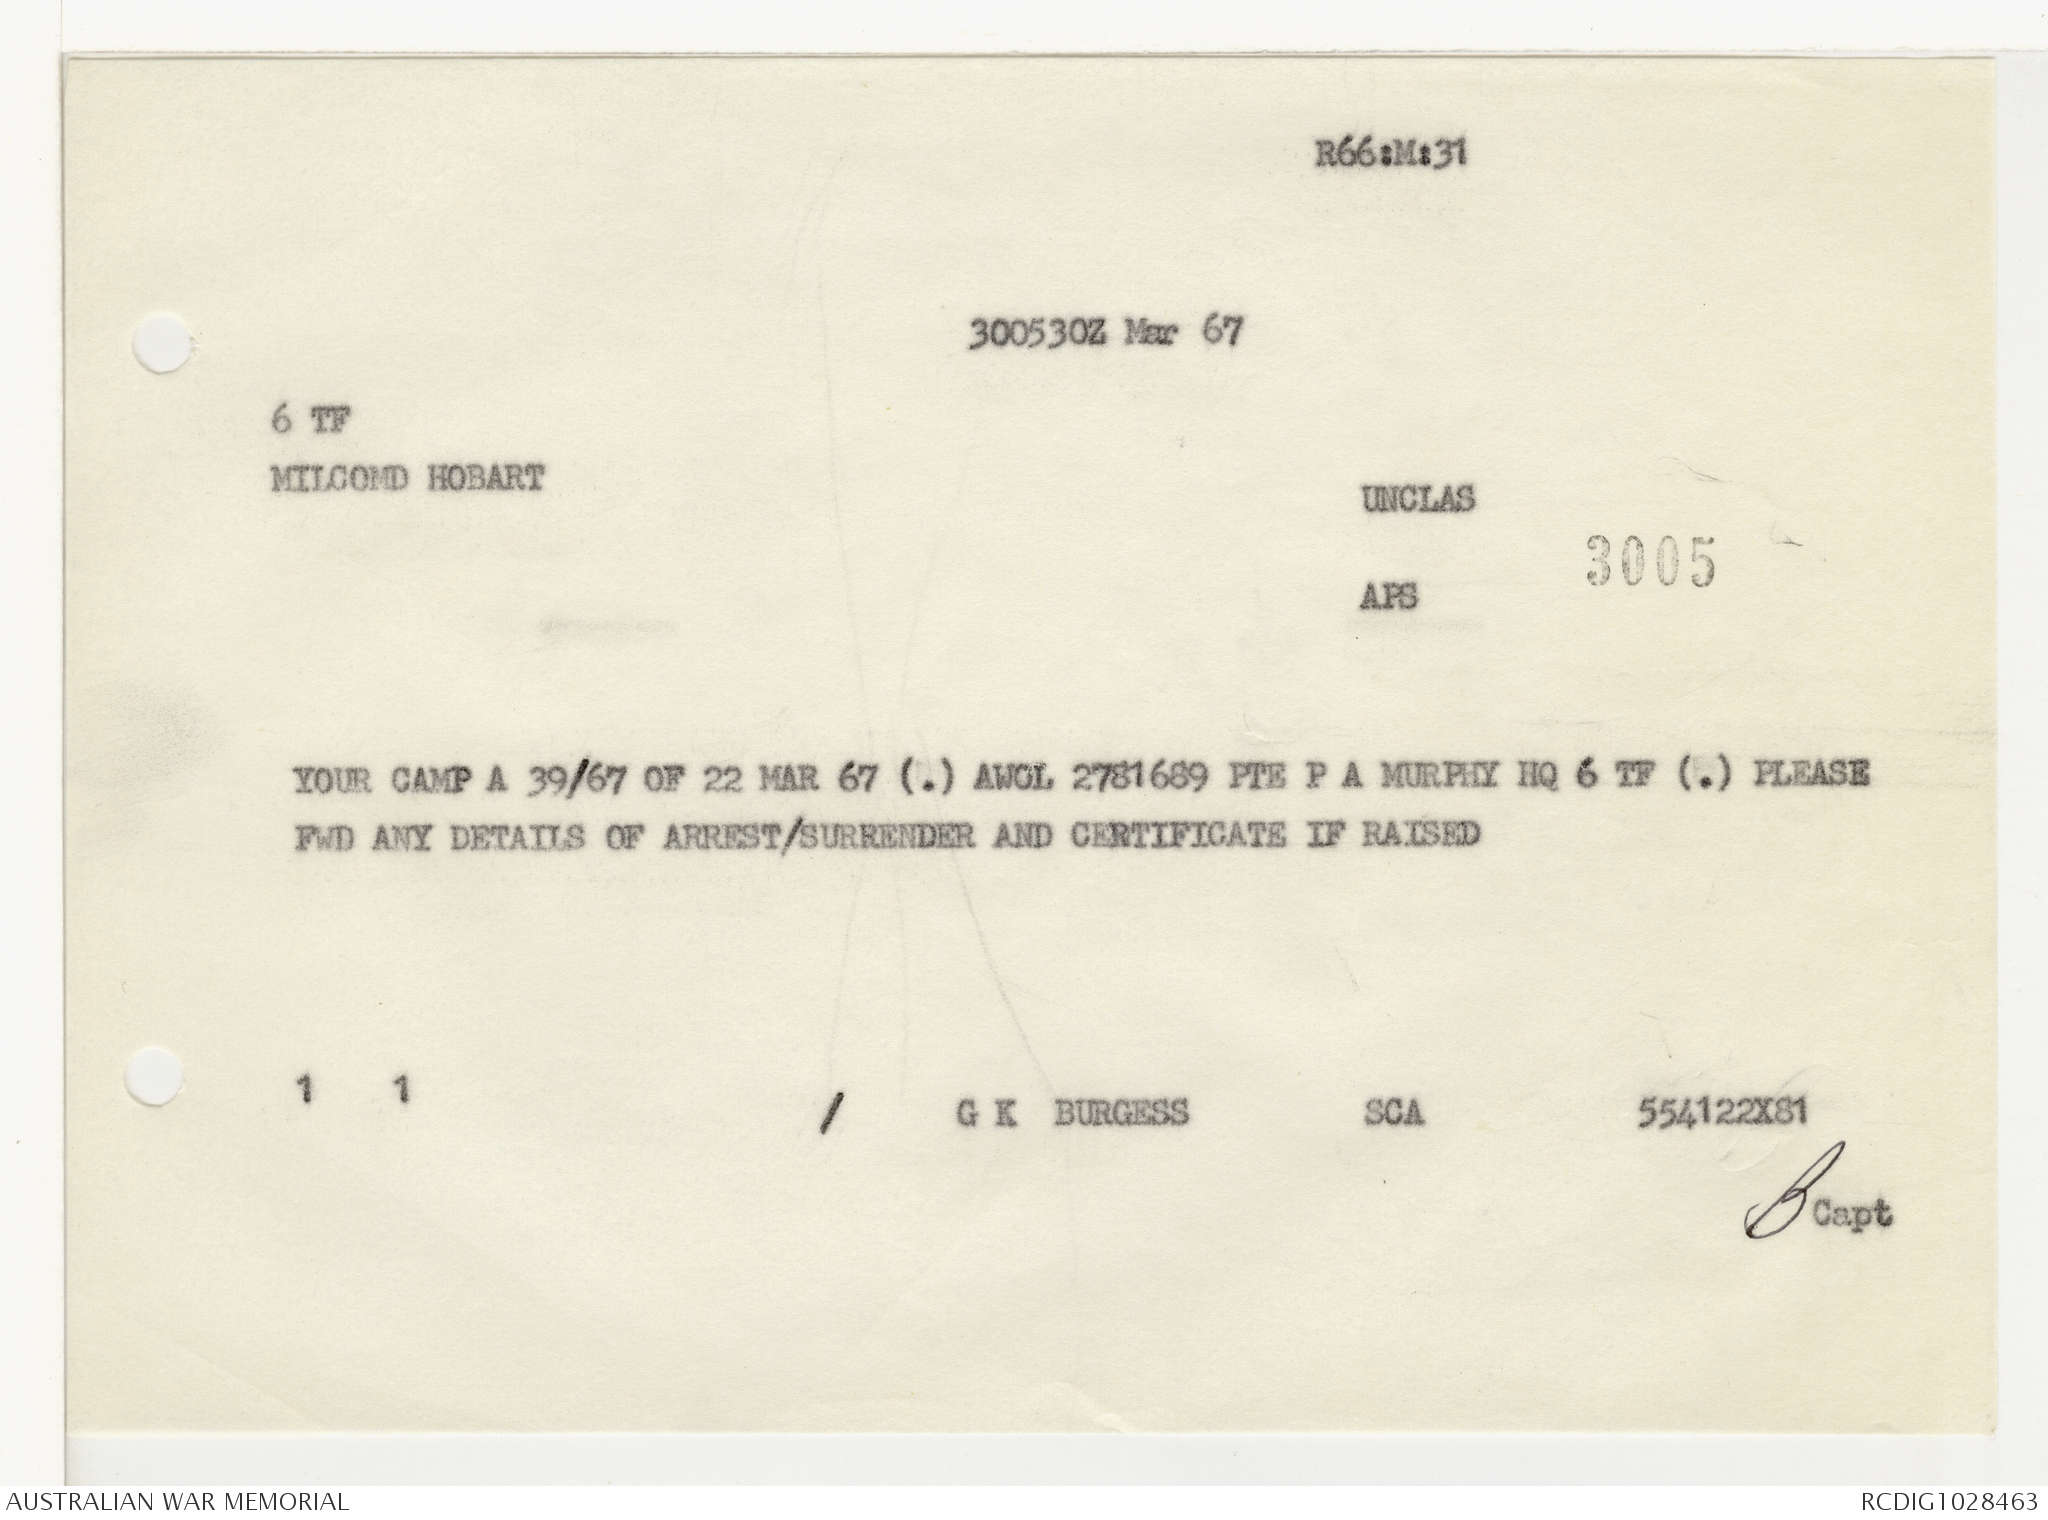 R66:M:31
300530Z Mar 67
6 TF
MILCOMD HOBART
UNCLAS
3005
APS
YOUR CAMP A 39/67 OF 22 MAR 67 (.) AWOL 2781689 PTE P A MURPHY HQ 6 TF (.) PLEASE
FWD ANY DETAILS OF ARREST/SURRENDER AND CERTIFICATE IF RAISED
1 1 / G K BURGESS SCA 554122X81
B Capt
AUSTRALIAN WAR MEMORIAL RCDIG1028463